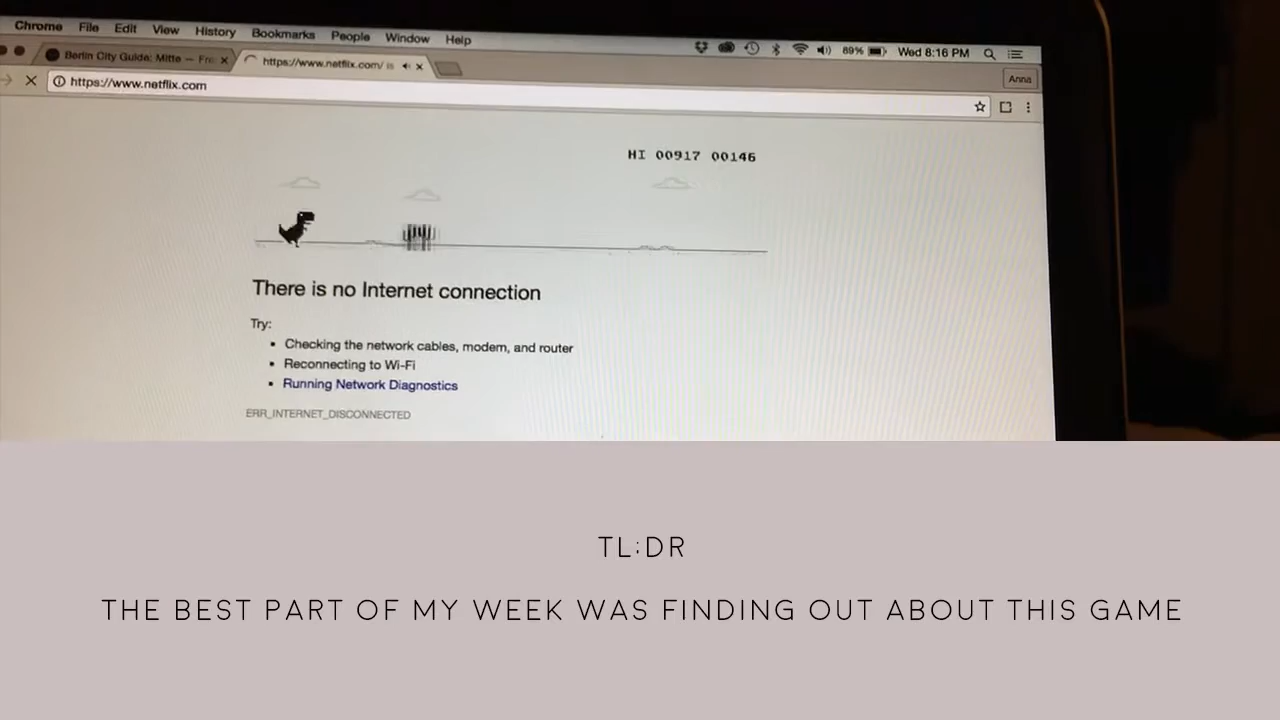 Chrome File Edit View History Bookmarks People Window Help 89% Wed 8:16 PM
Berlin City Guide: Mitte — Fre https://www.netflix.com/ is
Anna
https://www.netflix.com
HI 00917 00146
There is no Internet connection
Try:
• Checking the network cables, modem, and router
• Reconnecting to Wi-Fi
• Running Network Diagnostics
ERR_INTERNET_DISCONNECTED
TL;DR
THE BEST PART OF MY WEEK WAS FINDING OUT ABOUT THIS GAME